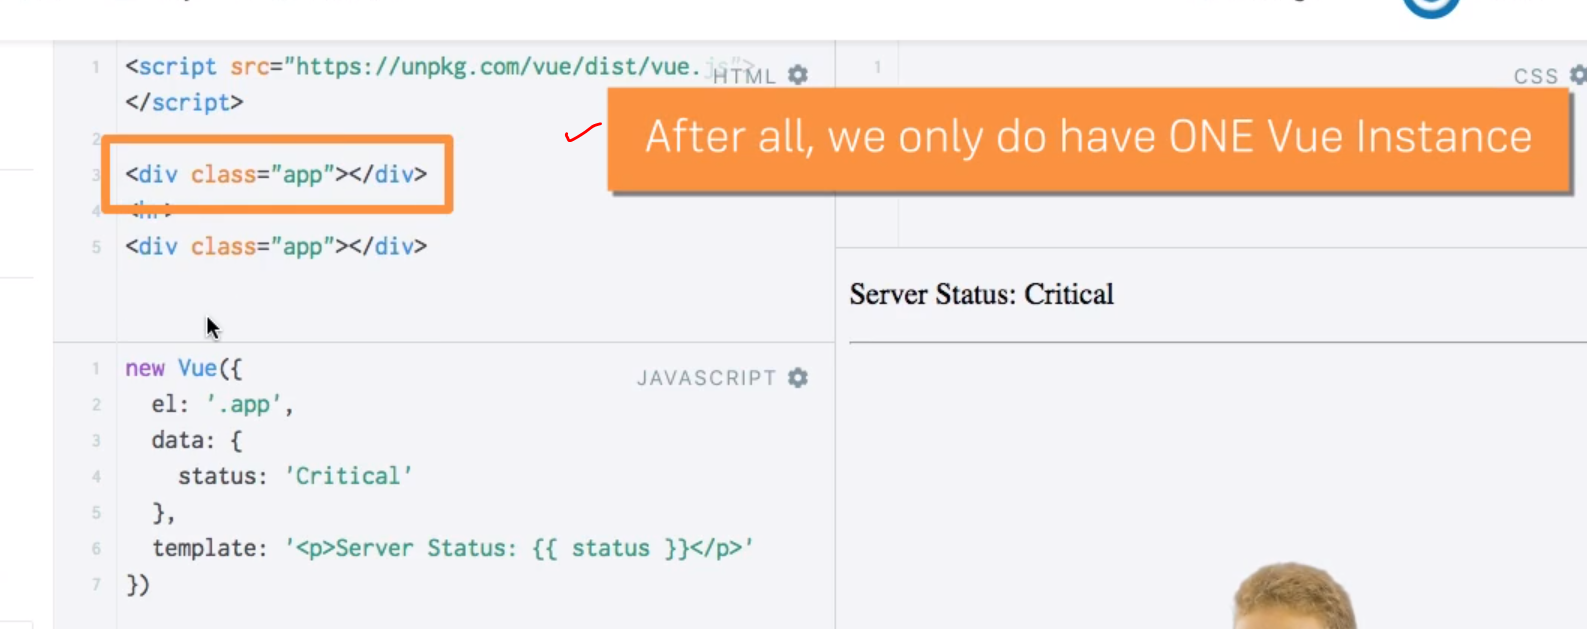 1 <script src="https://unpkg.com/vue/dist/vue.js">
</script>
HTML
2
3 <div class="app"></div>
4 <hr>
5 <div class="app"></div>
1
CSS
After all, we only do have ONE Vue Instance
Server Status: Critical
JAVASCRIPT
1 new Vue({
2 el: '.app',
3 data: {
4 status: 'Critical'
5 },
6 template: '<p>Server Status: {{ status }}</p>'
7 })